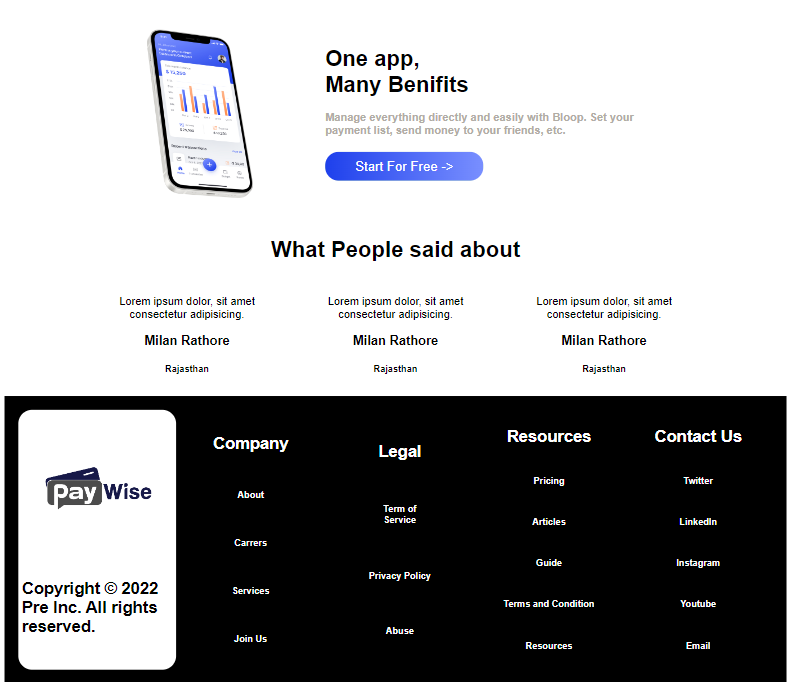 One app,
Many Benifits
Manage everything directly and easily with Bloop. Set your
payment list, send money to your friends, etc.
Start For Free ->
What People said about
Lorem ipsum dolor, sit amet
consectetur adipisicing.
Milan Rathore
Rajasthan
Lorem ipsum dolor, sit amet
consectetur adipisicing.
Milan Rathore
Rajasthan
Lorem ipsum dolor, sit amet
consectetur adipisicing.
Milan Rathore
Rajasthan
payWise
Copyright © 2022
Pre Inc. All rights
reserved.
Company
About
Carrers
Services
Join Us
Legal
Term of
Service
Privacy Policy
Abuse
Resources
Pricing
Articles
Guide
Terms and Condition
Resources
Contact Us
Twitter
LinkedIn
Instagram
Youtube
Email